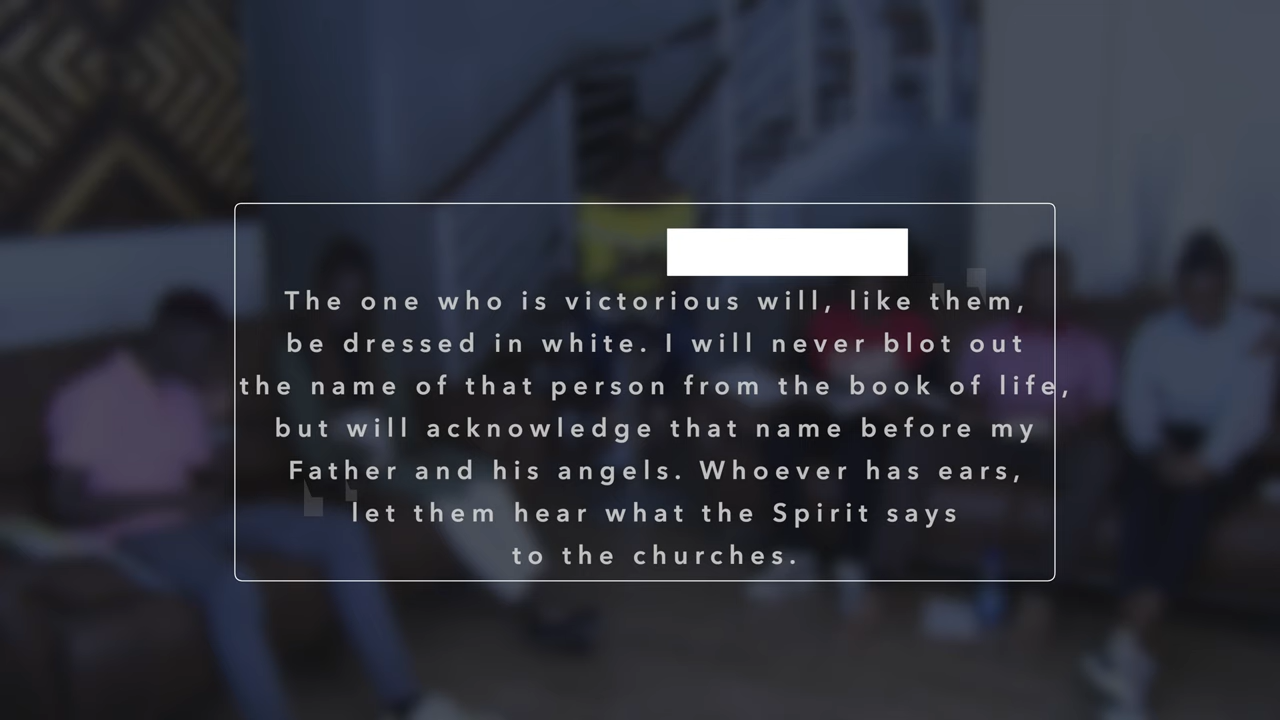 The one who is victorious will, like them,
be dressed in white. I will never blot out
the name of that person from the book of life,
but will acknowledge that name before my
Father and his angels. Whoever has ears,
let them hear what the Spirit says
to the churches.